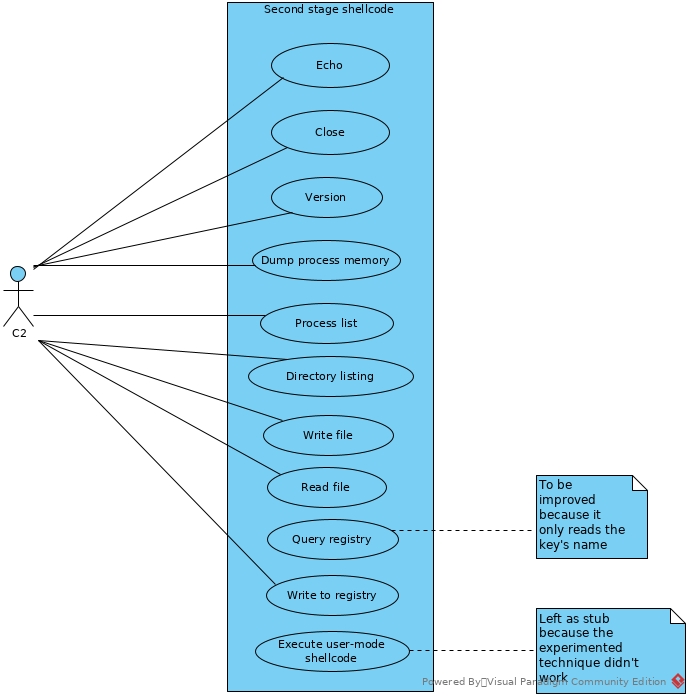 Second stage shellcode
Echo
Close
Version
Dump process memory
Process list
C2
Directory listing
Write file
Read file
Query registry
Write to registry
Execute user-mode
shellcode
To be
improved
because it
only reads the
key's name
Left as stub
because the
experimented
technique didn't
work
Powered By▯Visual Paradigm Community Edition